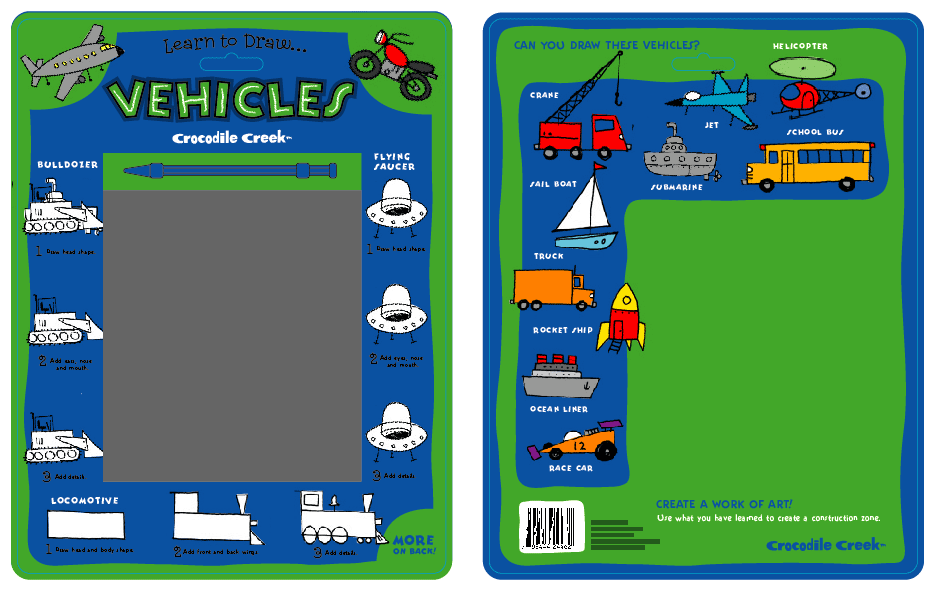 Learn to Draw...
VEHICLES
Crocodile Creek™
BULLDOZER
1 Draw head shape
2 Add ears, nose
and mouth
3 Add details
FLYING
SAUCER
1 Draw head shape
2 Add eyes, nose
and mouth
3 Add details
LOCOMOTIVE
1 Draw head and body shape
2 Add front and back wings
3 Add details
MORE
ON BACK!
CAN YOU DRAW THESE VEHICLES?
HELICOPTER
CRANE
JET
SCHOOL BUS
SAIL BOAT
SUBMARINE
TRUCK
ROCKET SHIP
OCEAN LINER
12
RACE CAR
CREATE A WORK OF ART!
Use what you have learned to create a construction zone.
Crocodile Creek™